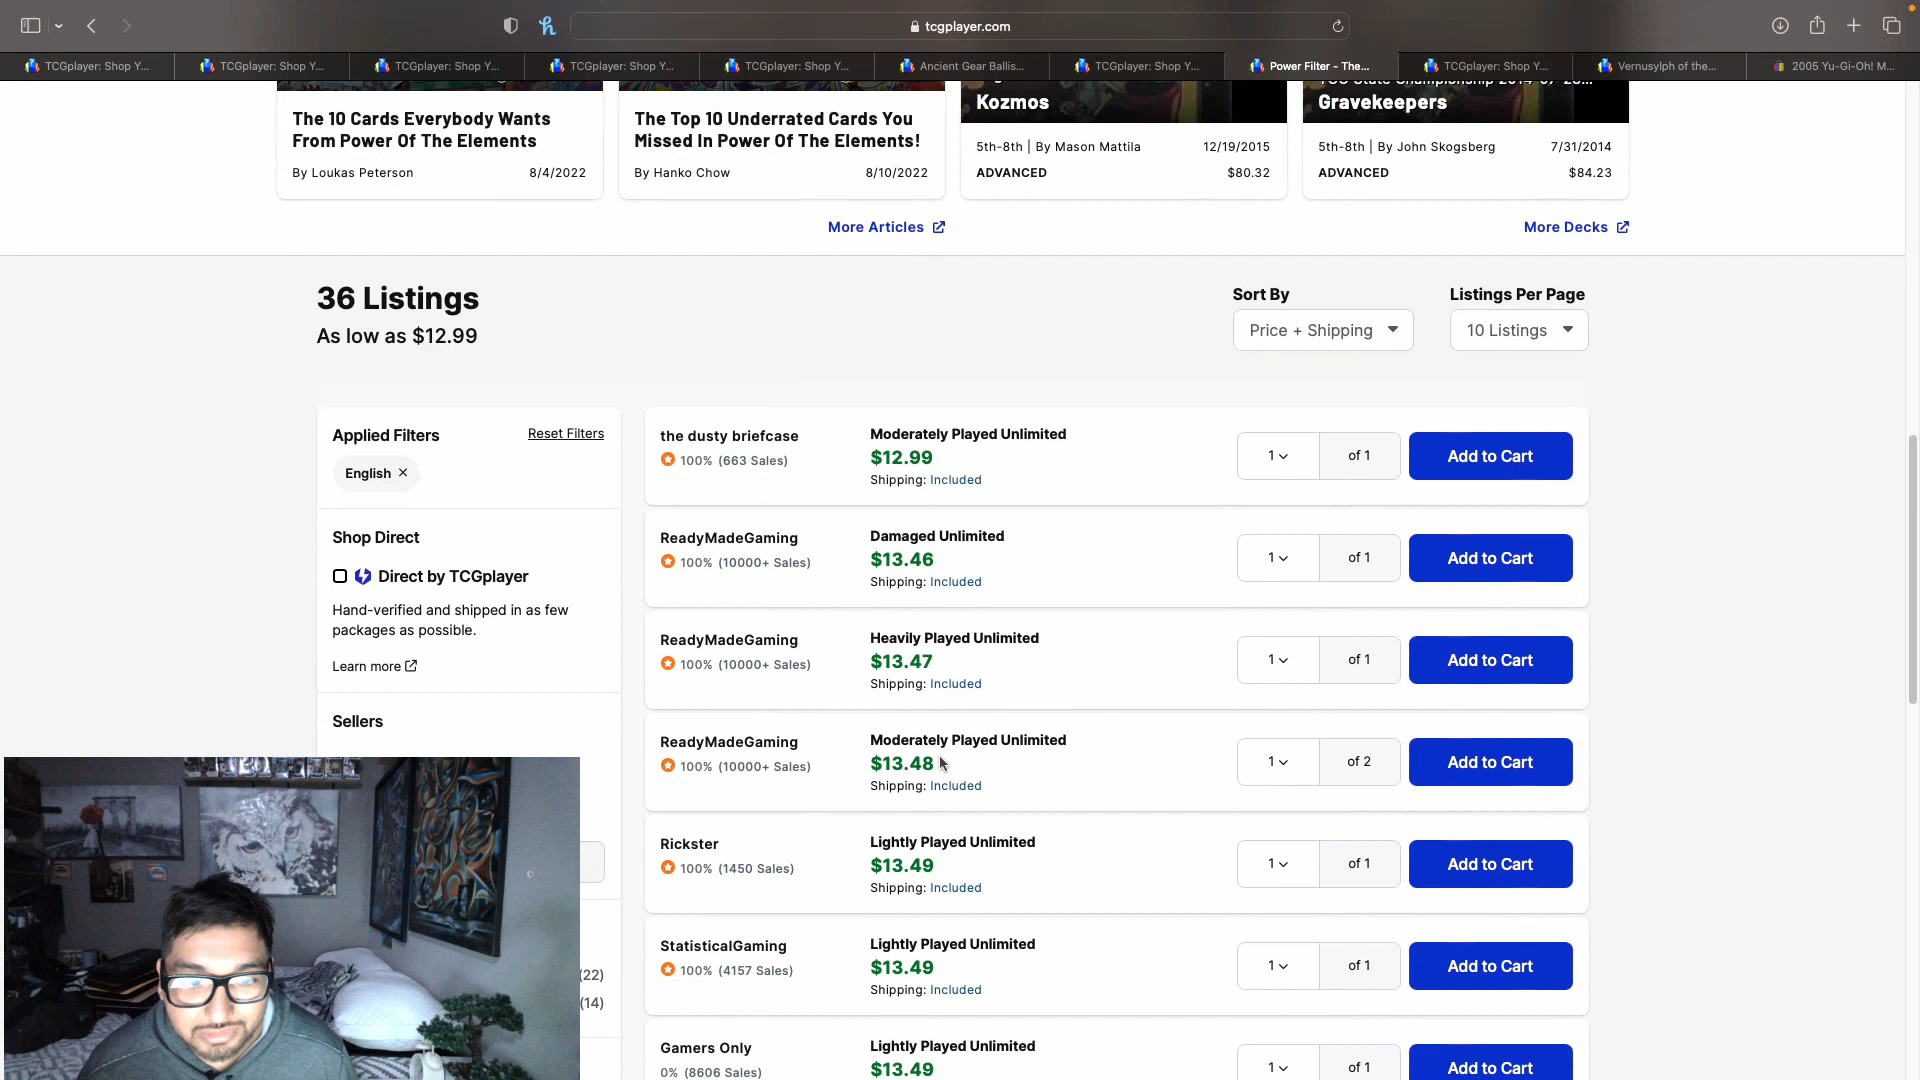 tcgplayer.com
TCGplayer: Shop Y...
TCGplayer: Shop Y...
TCGplayer: Shop Y...
TCGplayer: Shop Y...
TCGplayer: Shop Y...
Ancient Gear Ballis...
TCGplayer: Shop Y...
Power Filter - The...
TCGplayer: Shop Y...
Vernusylph of the...
2005 Yu-Gi-Oh! M...
The 10 Cards Everybody Wants
From Power Of The Elements
By Loukas Peterson 8/4/2022
The Top 10 Underrated Cards You
Missed In Power Of The Elements!
By Hanko Chow 8/10/2022
Kozmos
5th-8th | By Mason Mattila 12/19/2015
ADVANCED $80.32
Gravekeepers
5th-8th | By John Skogsberg 7/31/2014
ADVANCED $84.23
More Articles
More Decks
36 Listings
As low as $12.99
Sort By
Price + Shipping
Listings Per Page
10 Listings
Applied Filters
Reset Filters
English ×
Shop Direct
Direct by TCGplayer
Hand-verified and shipped in as few
packages as possible.
Learn more
Sellers
(22)
(14)
the dusty briefcase
100% (663 Sales)
Moderately Played Unlimited
$12.99
Shipping: Included
1 of 1
Add to Cart
ReadyMadeGaming
100% (10000+ Sales)
Damaged Unlimited
$13.46
Shipping: Included
1 of 1
Add to Cart
ReadyMadeGaming
100% (10000+ Sales)
Heavily Played Unlimited
$13.47
Shipping: Included
1 of 1
Add to Cart
ReadyMadeGaming
100% (10000+ Sales)
Moderately Played Unlimited
$13.48
Shipping: Included
1 of 2
Add to Cart
Rickster
100% (1450 Sales)
Lightly Played Unlimited
$13.49
Shipping: Included
1 of 1
Add to Cart
StatisticalGaming
100% (4157 Sales)
Lightly Played Unlimited
$13.49
Shipping: Included
1 of 1
Add to Cart
Gamers Only
0% (8606 Sales)
Lightly Played Unlimited
$13.49
1 of 1
Add to Cart